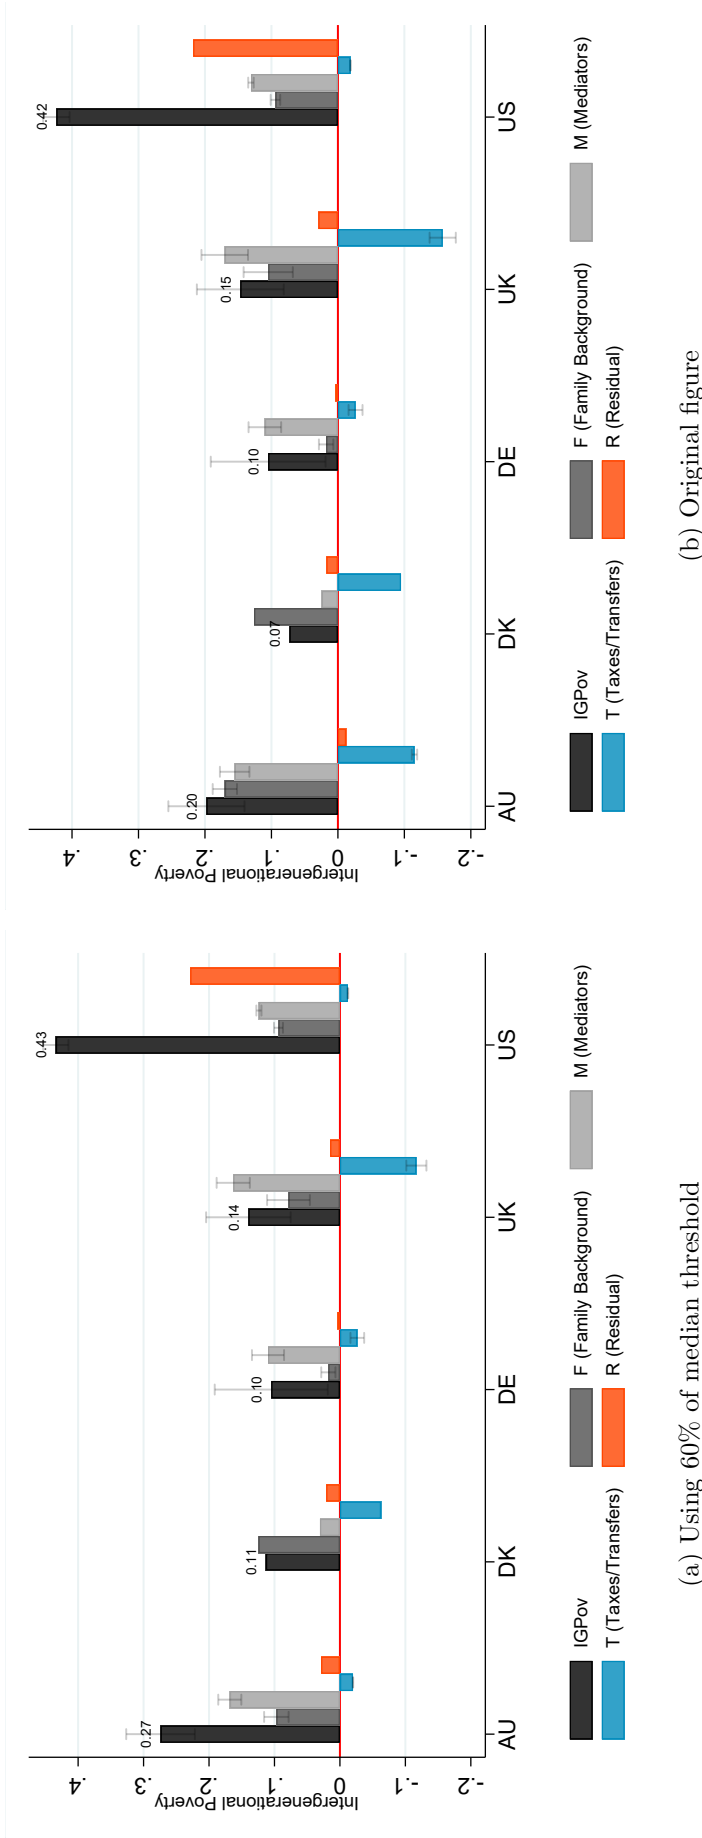 Intergenerational Poverty
.4
.3
.2
.1
0
-.1
-.2
0.27
0.11
0.10
0.14
0.43
AU
DK
DE
UK
US
IGPov
F (Family Background)
M (Mediators)
T (Taxes/Transfers)
R (Residual)
(a) Using 60% of median threshold
Intergenerational Poverty
.4
.3
.2
.1
0
-.1
-.2
0.20
0.07
0.10
0.15
0.42
AU
DK
DE
UK
US
IGPov
F (Family Background)
M (Mediators)
T (Taxes/Transfers)
R (Residual)
(b) Original figure